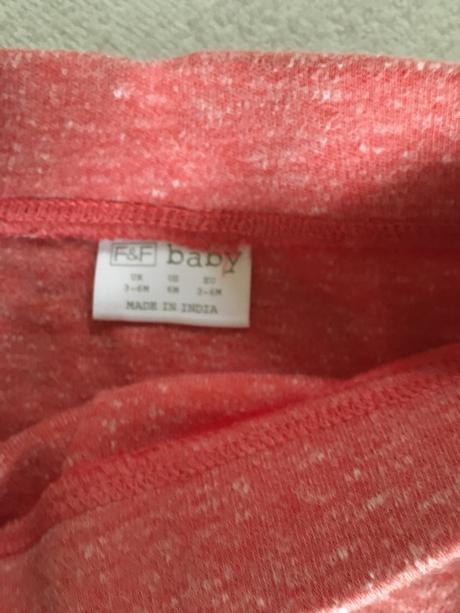 F&F baby
UK US EU
3-6M 6M 3-6M
MADE IN INDIA